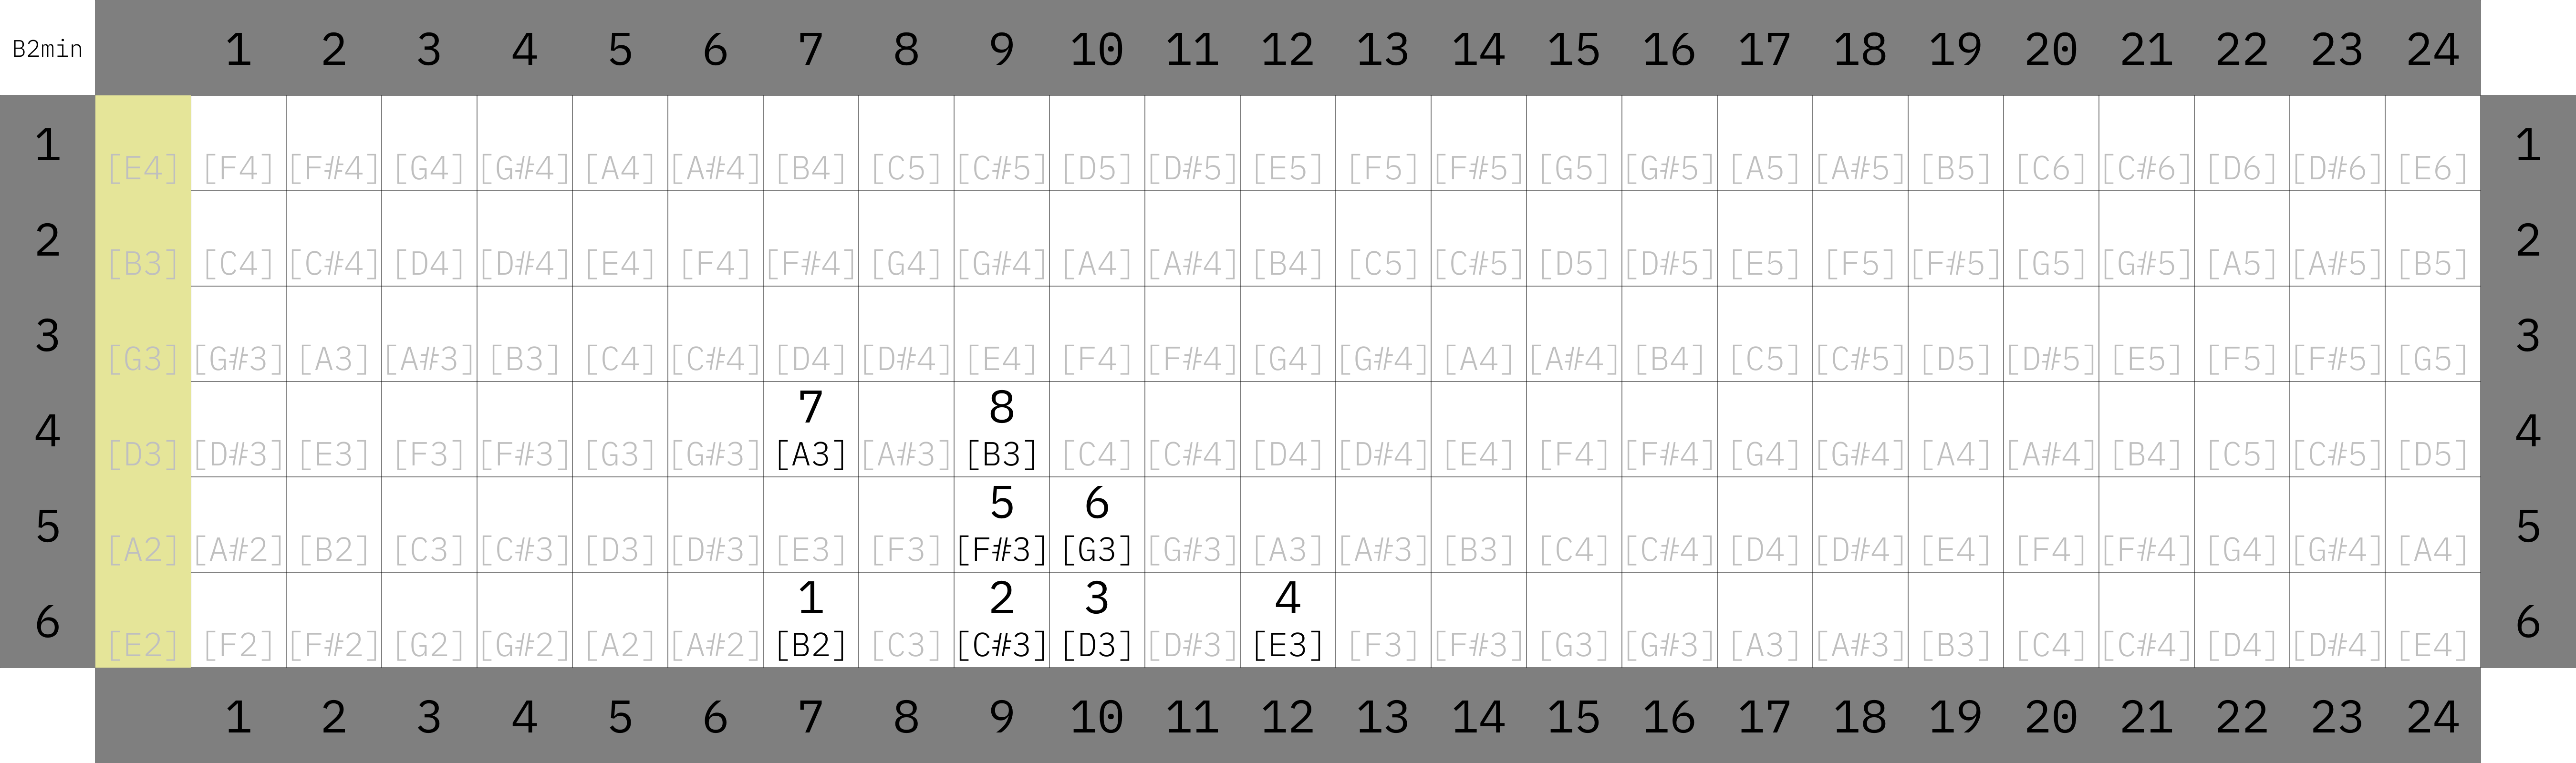 B2min 1 2 3 4 5 6 7 8 9 10 11 12 13 14 15 16 17 18 19 20 21 22 23 24
1 [E4] [F4] [F#4] [G4] [G#4] [A4] [A#4] [B4] [C5] [C#5] [D5] [D#5] [E5] [F5] [F#5] [G5] [G#5] [A5] [A#5] [B5] [C6] [C#6] [D6] [D#6] [E6] 1
2 [B3] [C4] [C#4] [D4] [D#4] [E4] [F4] [F#4] [G4] [G#4] [A4] [A#4] [B4] [C5] [C#5] [D5] [D#5] [E5] [F5] [F#5] [G5] [G#5] [A5] [A#5] [B5] 2
3 [G3] [G#3] [A3] [A#3] [B3] [C4] [C#4] [D4] [D#4] [E4] [F4] [F#4] [G4] [G#4] [A4] [A#4] [B4] [C5] [C#5] [D5] [D#5] [E5] [F5] [F#5] [G5] 3
7 8
4 [D3] [D#3] [E3] [F3] [F#3] [G3] [G#3] [A3] [A#3] [B3] [C4] [C#4] [D4] [D#4] [E4] [F4] [F#4] [G4] [G#4] [A4] [A#4] [B4] [C5] [C#5] [D5] 4
5 6
5 [A2] [A#2] [B2] [C3] [C#3] [D3] [D#3] [E3] [F3] [F#3] [G3] [G#3] [A3] [A#3] [B3] [C4] [C#4] [D4] [D#4] [E4] [F4] [F#4] [G4] [G#4] [A4] 5
1 2 3 4
6 [E2] [F2] [F#2] [G2] [G#2] [A2] [A#2] [B2] [C3] [C#3] [D3] [D#3] [E3] [F3] [F#3] [G3] [G#3] [A3] [A#3] [B3] [C4] [C#4] [D4] [D#4] [E4] 6
1 2 3 4 5 6 7 8 9 10 11 12 13 14 15 16 17 18 19 20 21 22 23 24